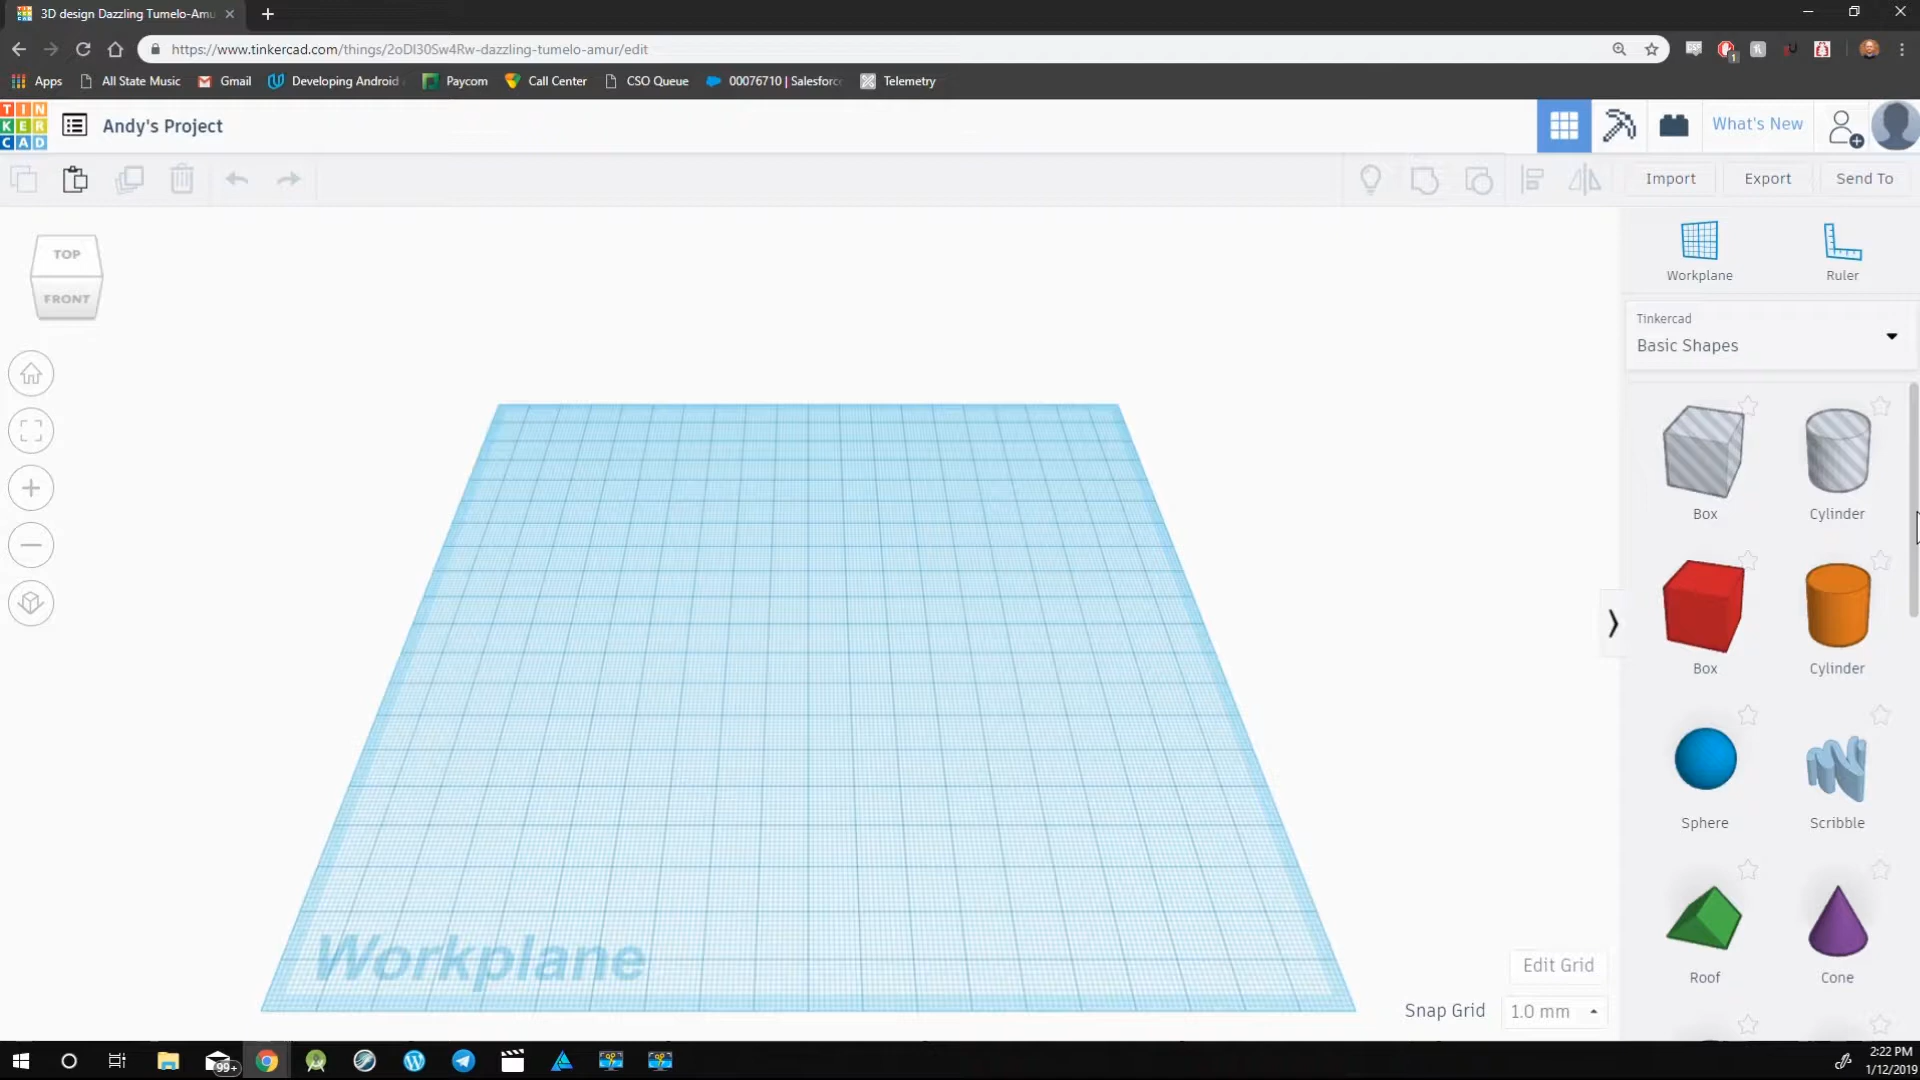 3D design Dazzling Tumelo-Amu
https://www.tinkercad.com/things/2oDl30Sw4Rw-dazzling-tumelo-amur/edit
Apps
All State Music
Gmail
Developing Android
Paycom
Call Center
CSO Queue
00076710 | Salesforc
Telemetry
TIN
KER
CAD
Andy's Project
What's New
Import
Export
Send To
TOP
FRONT
Workplane
Ruler
Tinkercad
Basic Shapes
Box
Cylinder
Box
Cylinder
Sphere
Scribble
Roof
Cone
Workplane
Edit Grid
Snap Grid
1.0 mm
99+
2:22 PM
1/12/2019